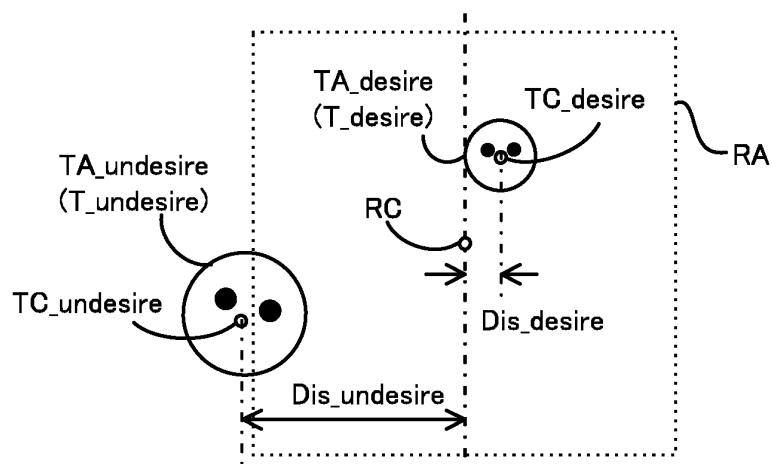 TA_desire
(T_desire)
TC_desire
RA
TA_undesire
(T_undesire)
RC
TC_undesire
Dis_desire
Dis_undesire